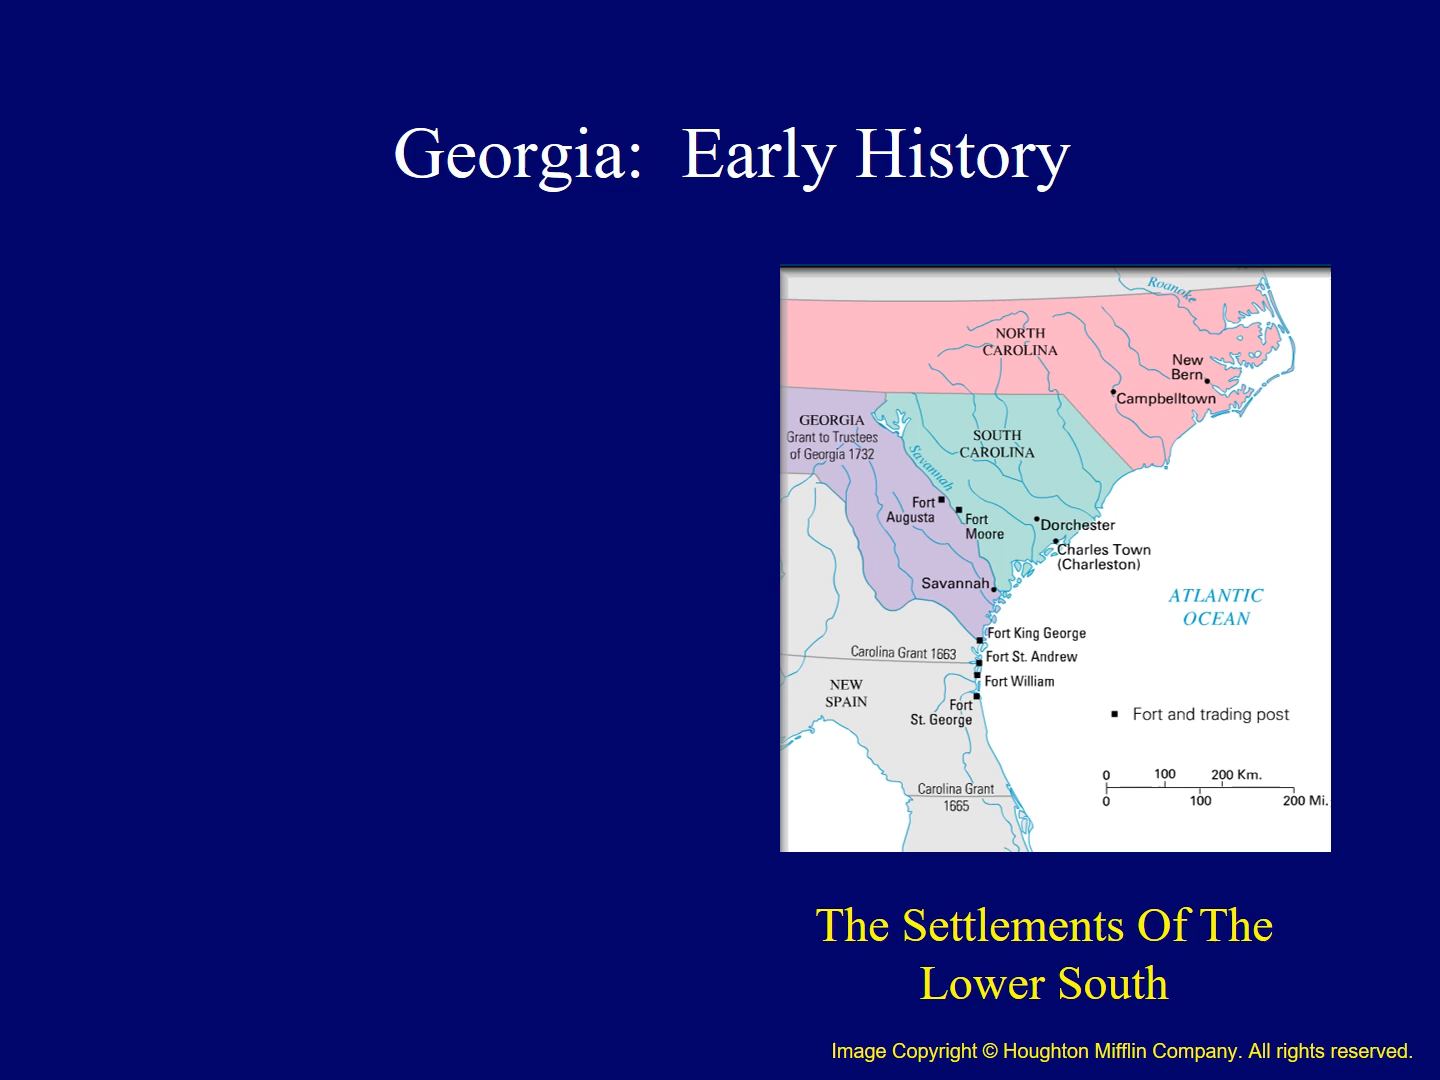 Georgia:  Early History
Roanoke
NORTH
CAROLINA
New
Bern
Campbelltown
GEORGIA
Grant to Trustees
of Georgia 1732
SOUTH
CAROLINA
Savannah
Fort
Augusta
Fort
Moore
Dorchester
Charles Town
(Charleston)
Savannah
ATLANTIC
OCEAN
Fort King George
Carolina Grant 1663
Fort St. Andrew
Fort William
NEW
SPAIN
Fort
St. George
Fort and trading post
0 100 200 Km.
0 100 200 Mi.
Carolina Grant
1665
The Settlements Of The
Lower South
Image Copyright © Houghton Mifflin Company. All rights reserved.